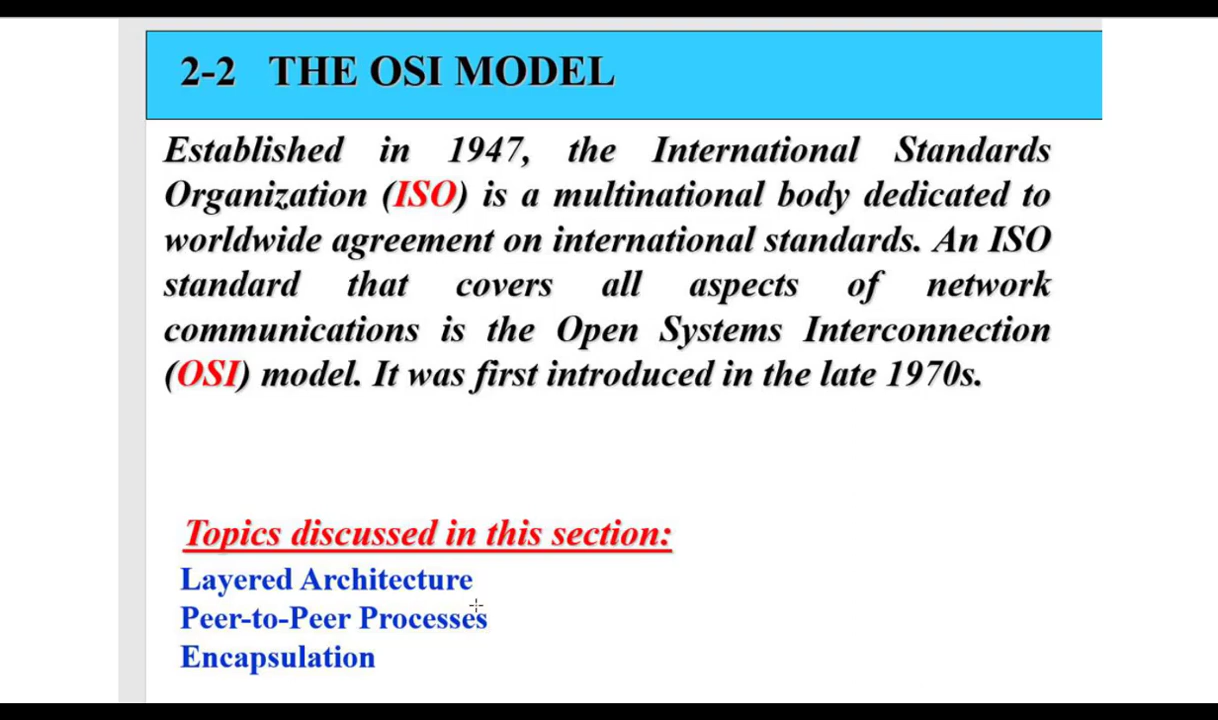 2-2 THE OSI MODEL
Established in 1947, the International Standards
Organization (ISO) is a multinational body dedicated to
worldwide agreement on international standards. An ISO
standard that covers all aspects of network
communications is the Open Systems Interconnection
(OSI) model. It was first introduced in the late 1970s.
Topics discussed in this section:
Layered Architecture
Peer-to-Peer Processes
Encapsulation